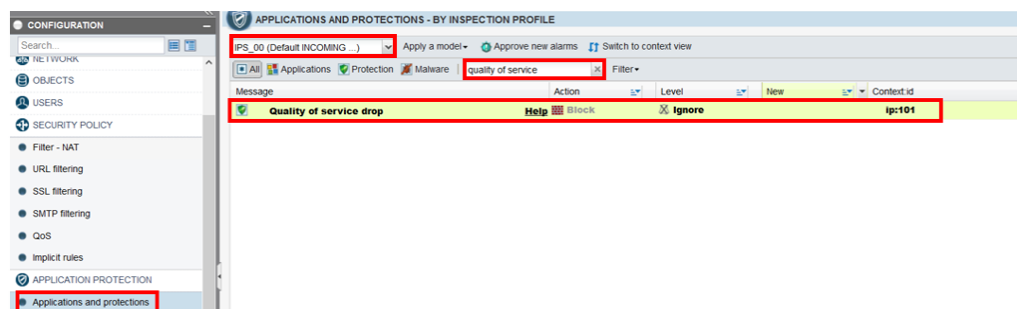 CONFIGURATION
Search...
NETWORK
OBJECTS
USERS
SECURITY POLICY
Filter - NAT
URL filtering
SSL filtering
SMTP filtering
QoS
Implicit rules
APPLICATION PROTECTION
Applications and protections
APPLICATIONS AND PROTECTIONS - BY INSPECTION PROFILE
IPS_00 (Default INCOMING ...) Apply a model Approve new alarms Switch to context view
All Applications Protection Malware quality of service Filter
Message Action Level New Context:id
Quality of service drop Help Block Ignore ip:101